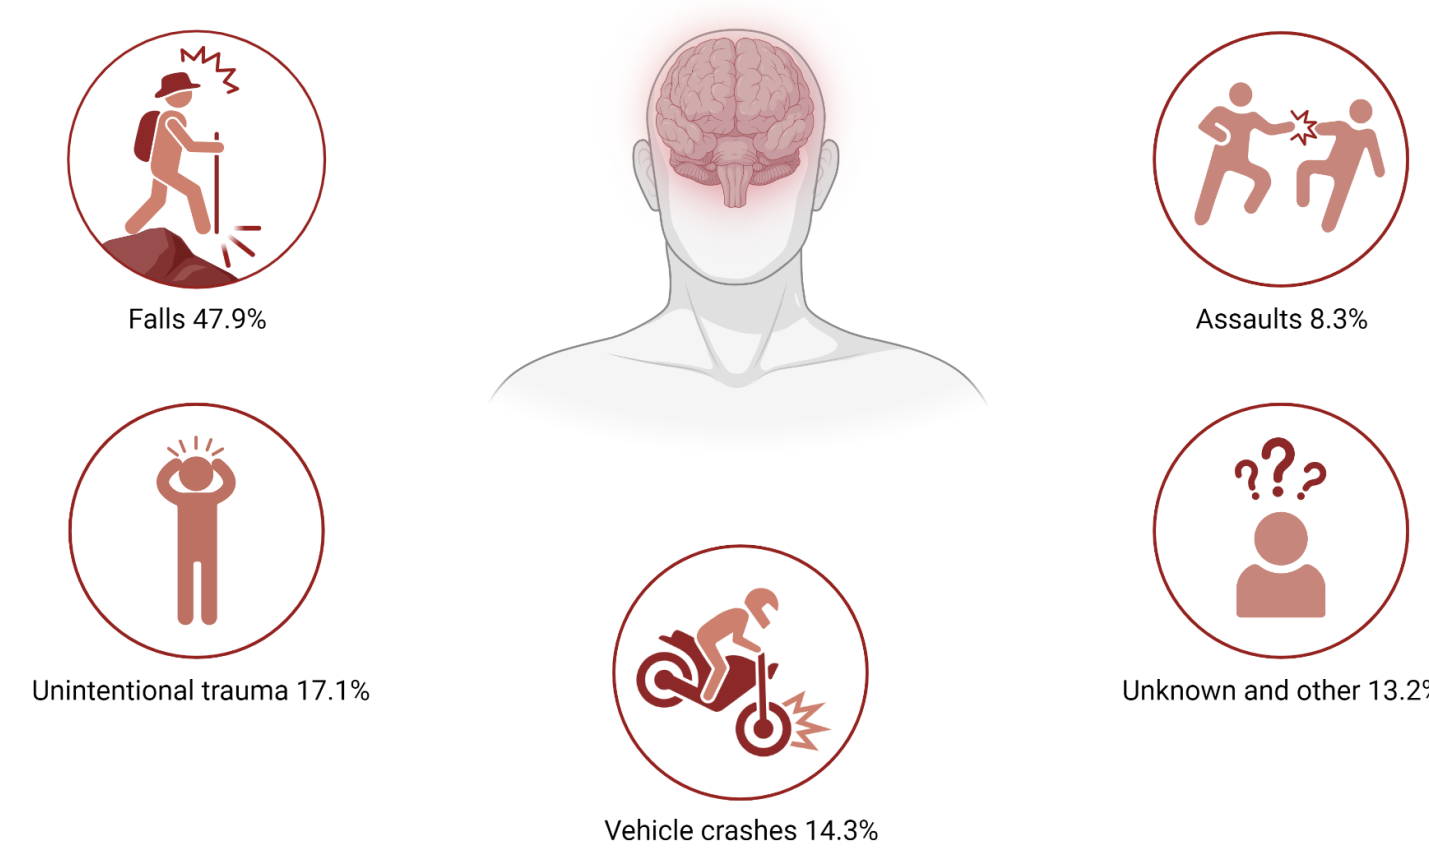 Falls 47.9%
Assaults 8.3%
Unintentional trauma 17.1%
Unknown and other 13.2%
Vehicle crashes 14.3%